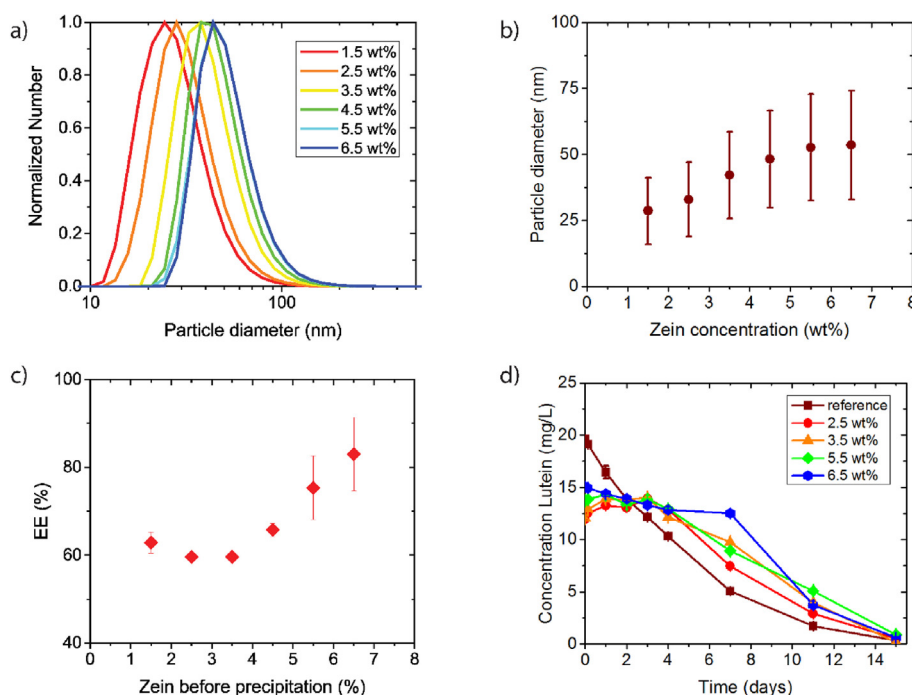 a)
1.0
0.8
0.6
0.4
0.2
0.0
Normalized Number
10
100
Particle diameter (nm)
1.5 wt%
2.5 wt%
3.5 wt%
4.5 wt%
5.5 wt%
6.5 wt%
b)
100
75
50
25
0
Particle diameter (nm)
0 1 2 3 4 5 6 7 8
Zein concentration (wt%)
c)
100
80
60
40
EE (%)
0 1 2 3 4 5 6 7 8
Zein before precipitation (%)
d)
25
20
15
10
5
0
Concentration Lutein (mg/L)
0 2 4 6 8 10 12 14
Time (days)
reference
2.5 wt%
3.5 wt%
5.5 wt%
6.5 wt%